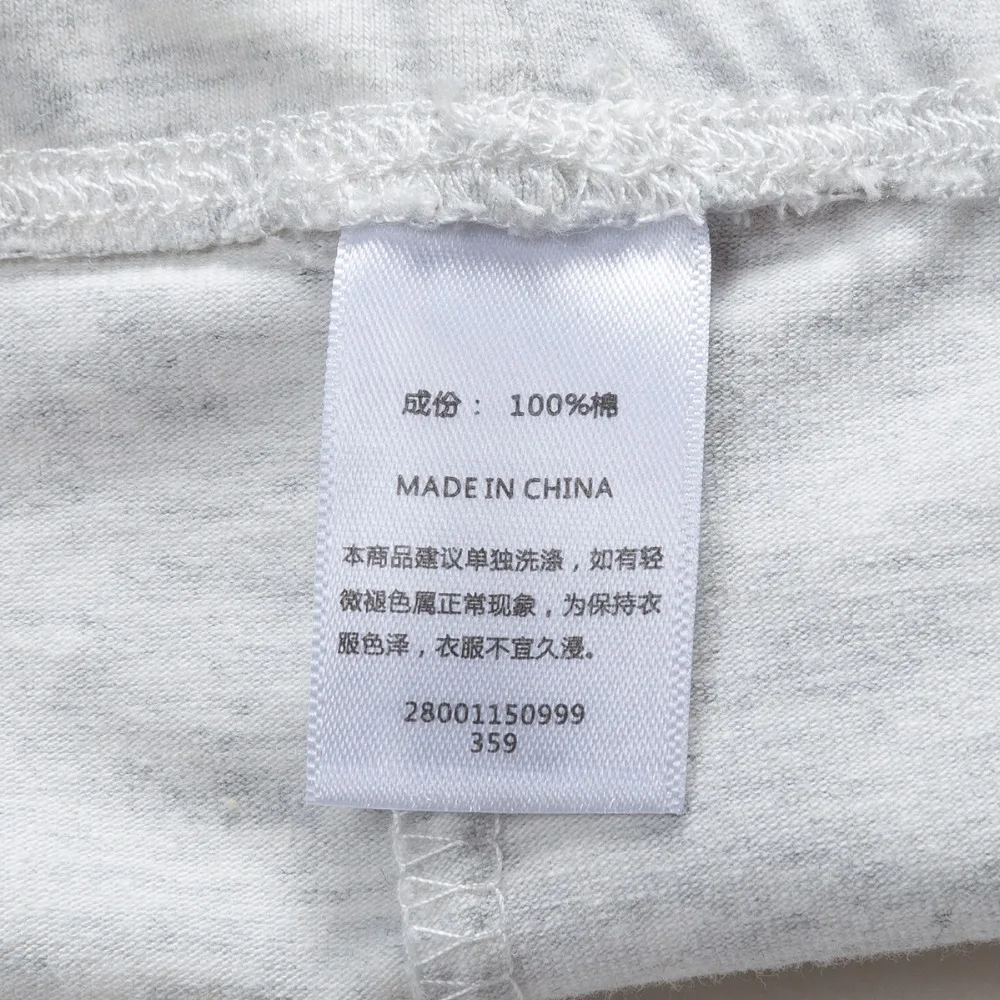 成份： 100%棉
MADE IN CHINA
本商品建议单独洗涤，如有轻
微褪色属正常现象，为保持衣
服色泽，衣服不宜久浸。
28001150999
359